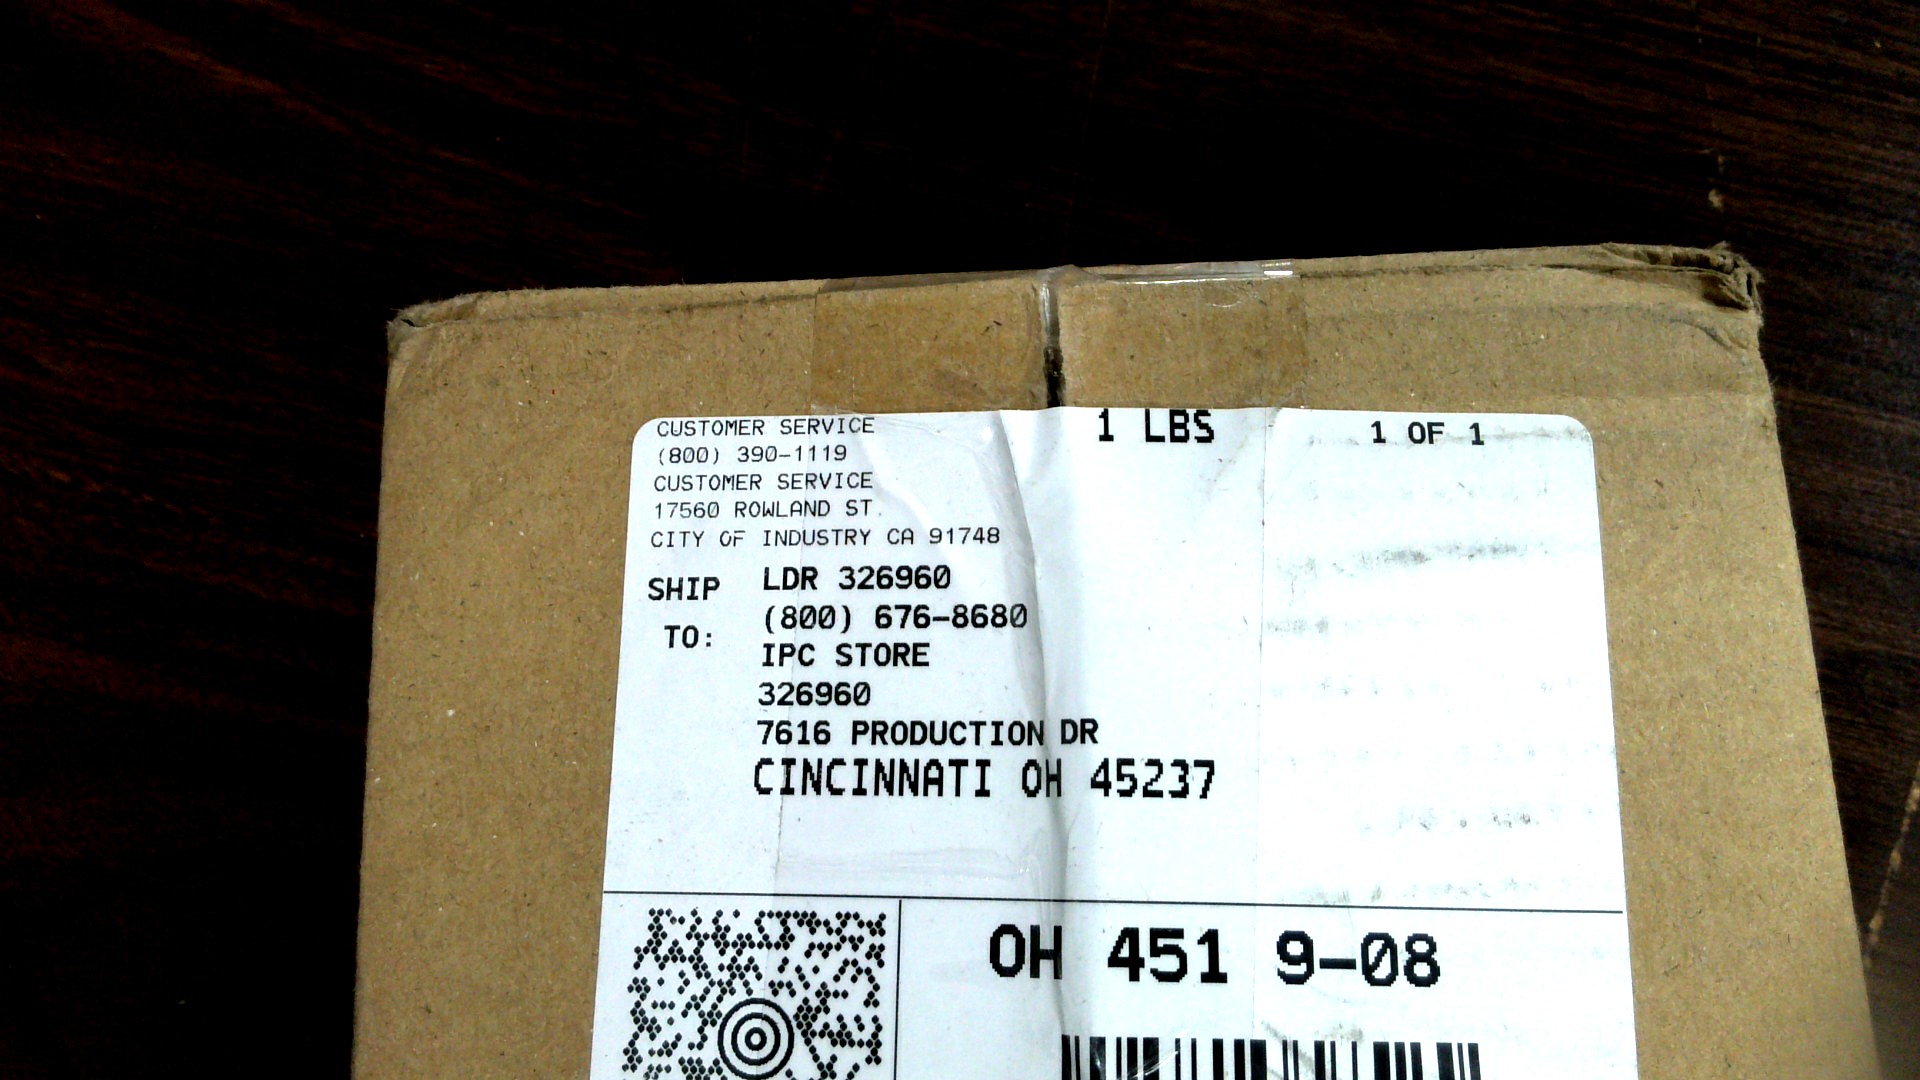 CUSTOMER SERVICE
(800) 390-1119
CUSTOMER SERVICE
17560 ROWLAND ST.
CITY OF INDUSTRY CA 91748
1 LBS
1 OF 1
SHIP TO:
LDR 326960
(800) 676-8680
IPC STORE
326960
7616 PRODUCTION DR
CINCINNATI OH 45237
OH 451 9-08